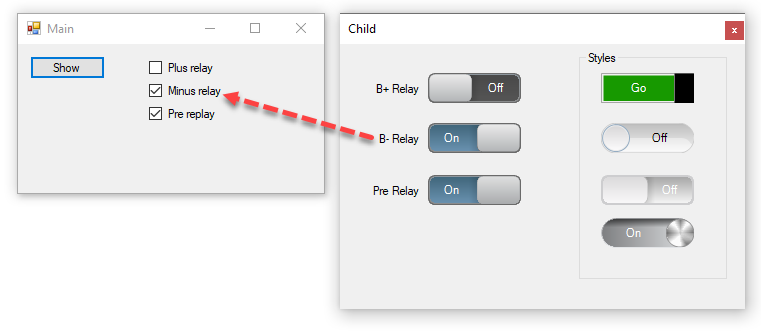 Main
Show
Plus relay
Minus relay
Pre replay
Child
x
B+ Relay
Off
B- Relay
On
Pre Relay
On
Styles
Go
Off
Off
On